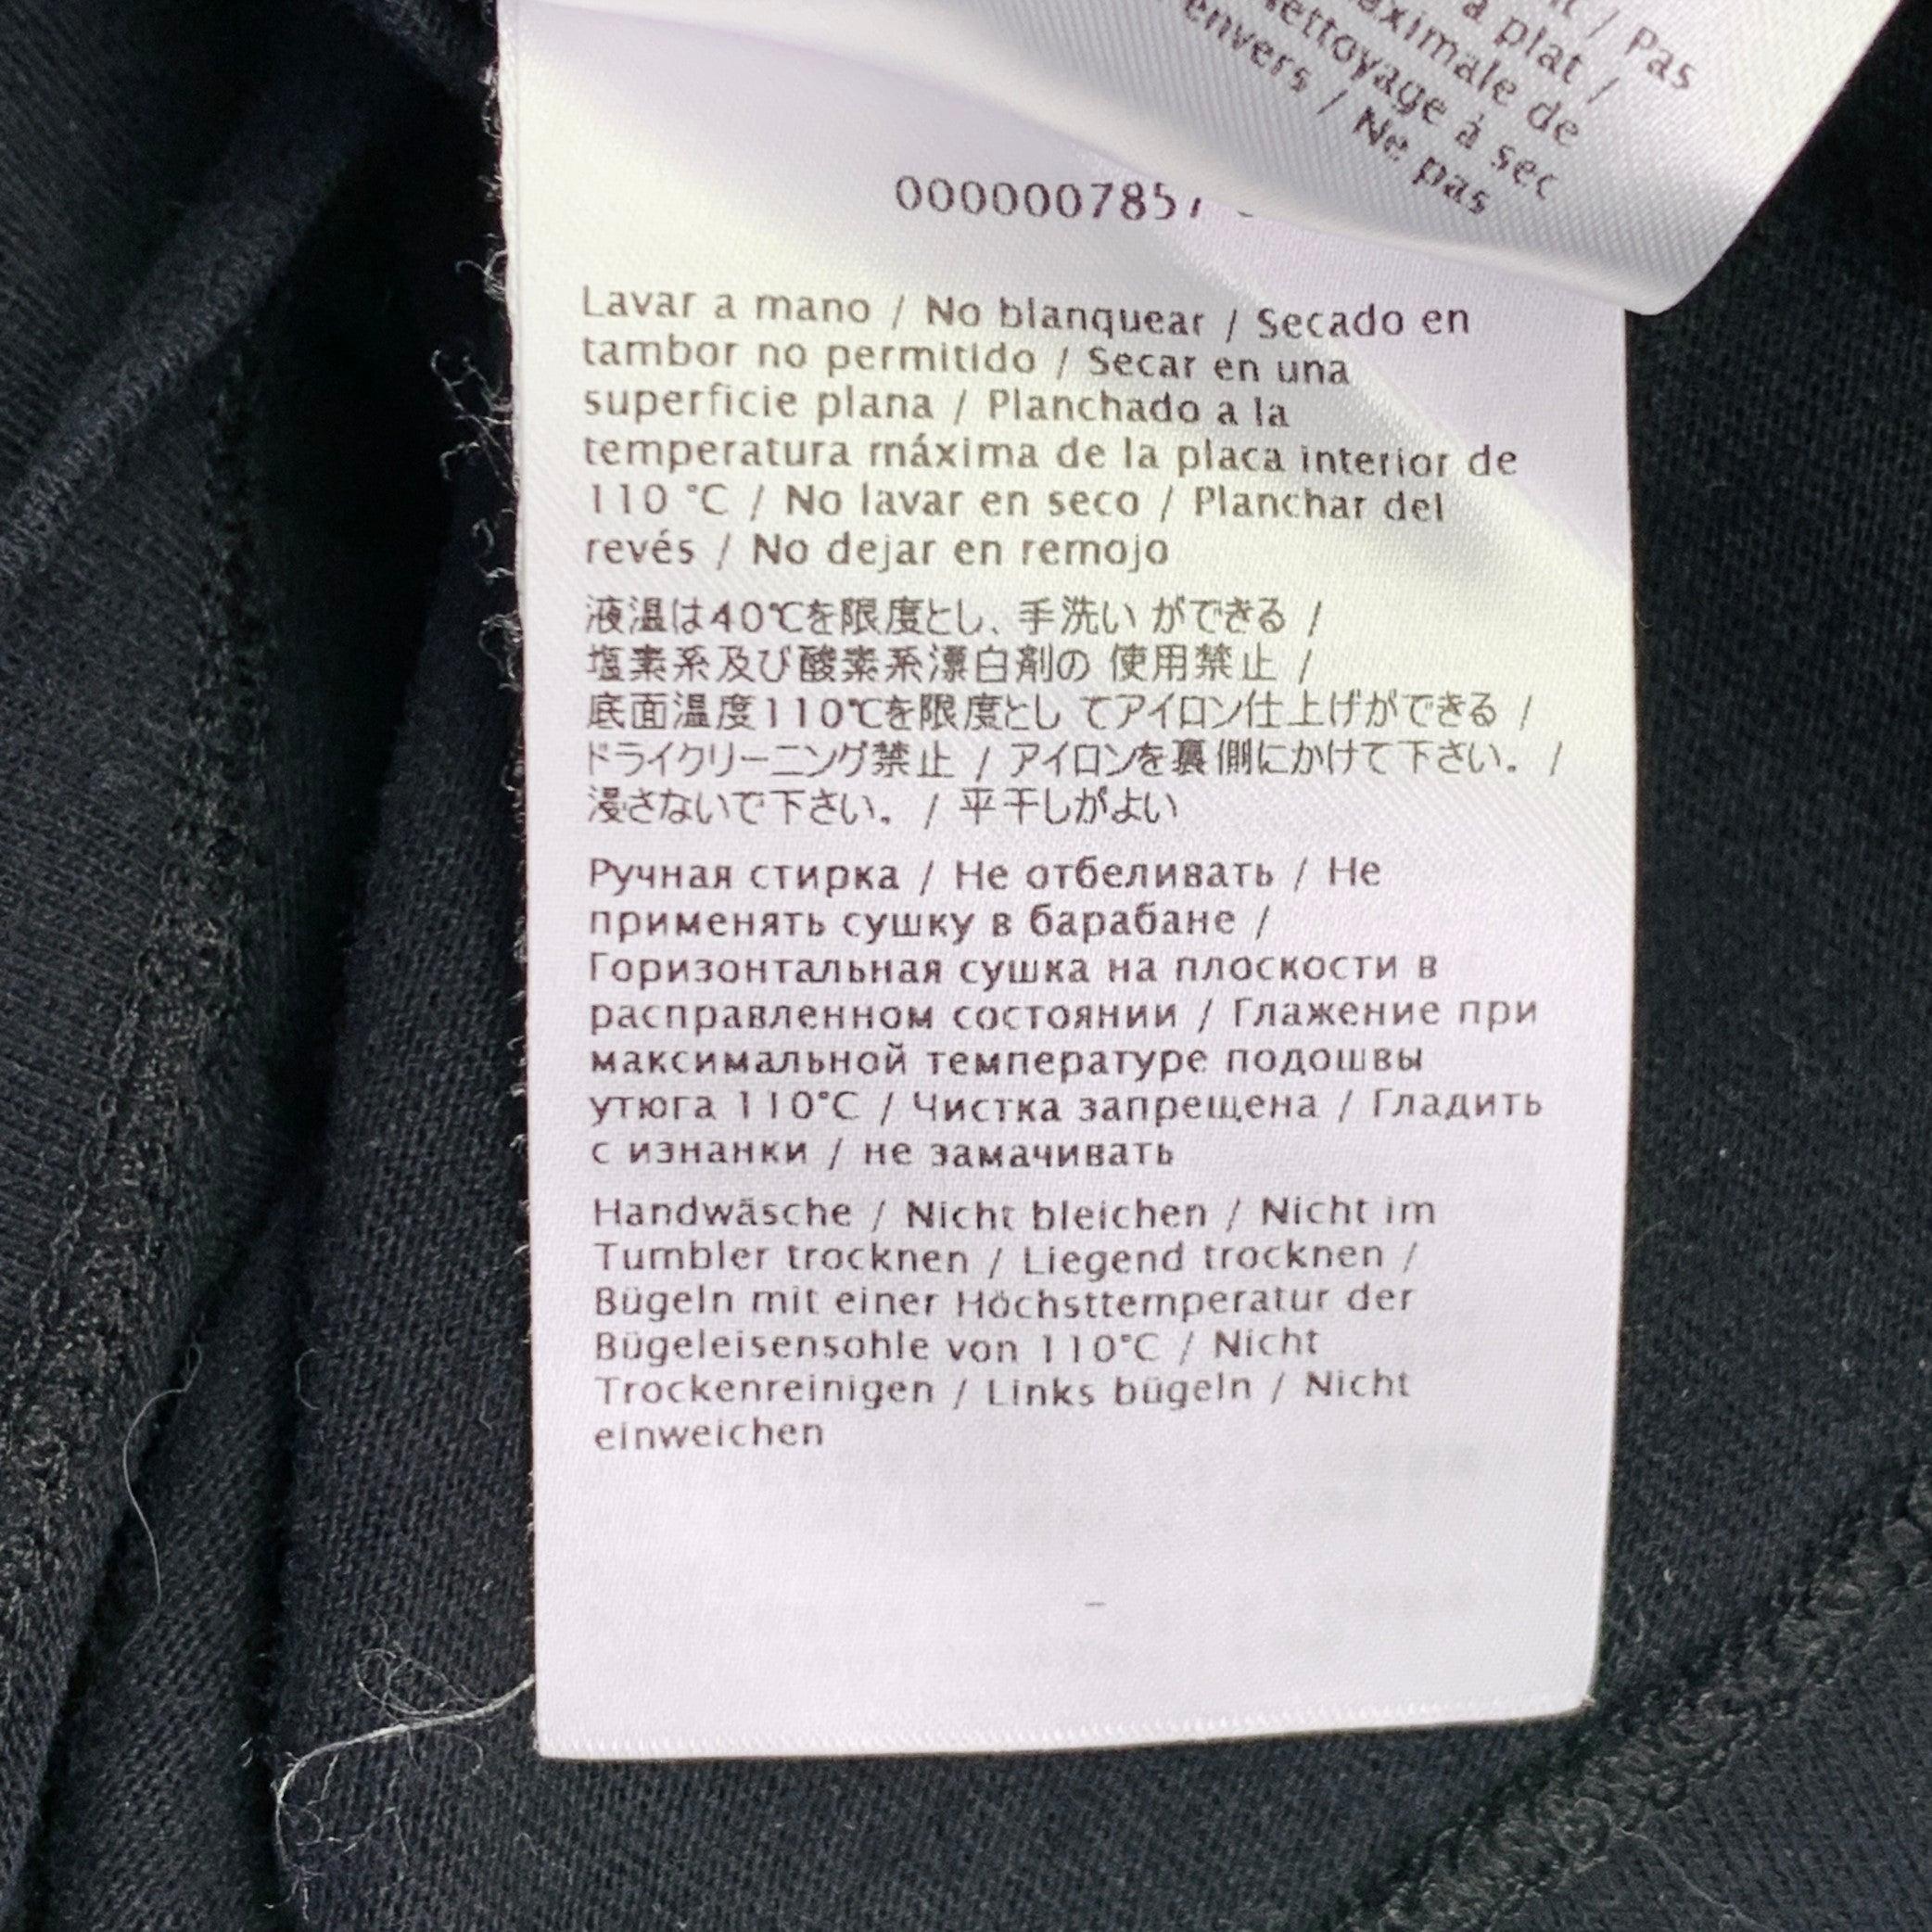 / Pas
à plat /
maximale de
nettoyage à sec
envers / Ne pas
0000007857
Lavar a mano / No blanquear / Secado en
tambor no permitido / Secar en una
superficie plana / Planchado a la
temperatura máxima de la placa interior de
110 °C / No lavar en seco / Planchar del
revés / No dejar en remojo
液温は40℃を限度とし、手洗い ができる /
塩素系及び酸素系漂白剤の 使用禁止 /
底面温度110℃を限度とし てアイロン仕上げができる /
ドライクリーニング禁止 / アイロンを裏側にかけて下さい。 /
浸さないで下さい。 / 平干しがよい
Ручная стирка / Не отбеливать / Не
применять сушку в барабане /
Горизонтальная сушка на плоскости в
расправленном состоянии / Глажение при
максимальной температуре подошвы
утюга 110°C / Чистка запрещена / Гладить
с изнанки / не замачивать
Handwäsche / Nicht bleichen / Nicht im
Tumbler trocknen / Liegend trocknen /
Bügeln mit einer Höchsttemperatur der
Bügeleisensohle von 110°C / Nicht
Trockenreinigen / Links bügeln / Nicht
einweichen